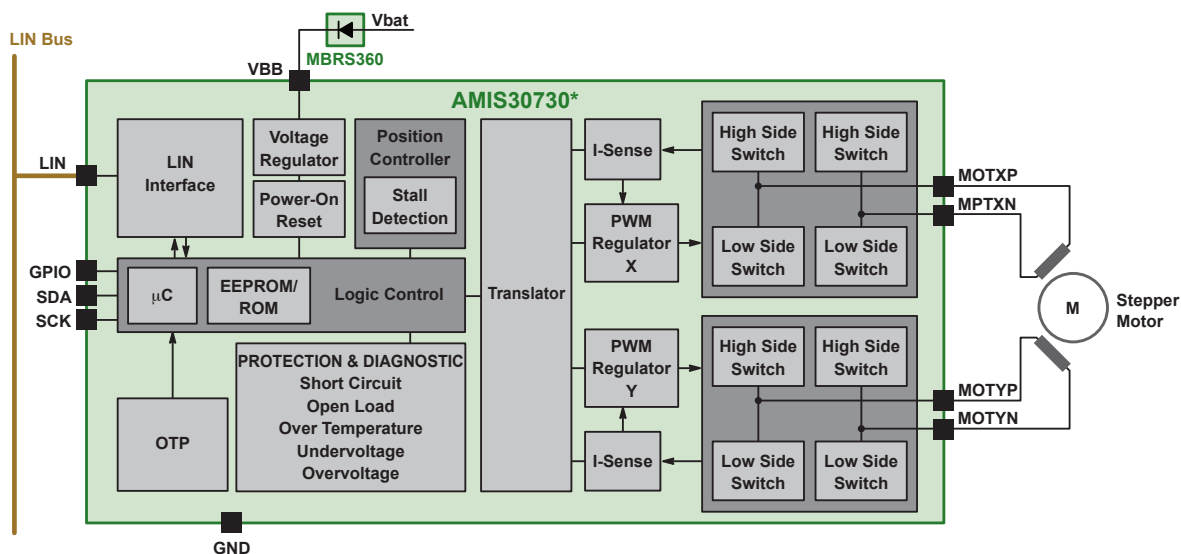 Vbat
LIN Bus
MBRS360
VBB
AMIS30730*
LIN
LIN
Interface
Voltage
Regulator
Power-On
Reset
Position
Controller
Stall
Detection
GPIO
SDA
SCK
μC
EEPROM/
ROM
Logic Control
OTP
PROTECTION & DIAGNOSTIC
Short Circuit
Open Load
Over Temperature
Undervoltage
Overvoltage
GND
Translator
I-Sense
PWM
Regulator
X
High Side
Switch
High Side
Switch
Low Side
Switch
Low Side
Switch
PWM
Regulator
Y
I-Sense
High Side
Switch
High Side
Switch
Low Side
Switch
Low Side
Switch
MOTXP
MPTXN
M
Stepper
Motor
MOTYP
MOTYN